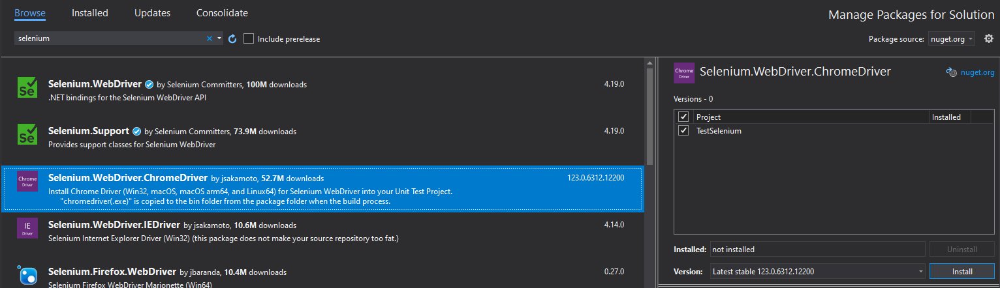 Browse Installed Updates Consolidate
Manage Packages for Solution
selenium
Include prerelease
Package source: nuget.org
Se
Selenium.WebDriver by Selenium Committers, 100M downloads 4.19.0
.NET bindings for the Selenium WebDriver API
Se
Selenium.Support by Selenium Committers, 73.9M downloads 4.19.0
Provides support classes for Selenium WebDriver
Chrome
Driver
Selenium.WebDriver.ChromeDriver by jsakamoto, 52.7M downloads 123.0.6312.12200
Install Chrome Driver (Win32, macOS, macOS arm64, and Linux64) for Selenium WebDriver into your Unit Test Project.
"chromedriver(.exe)" is copied to the bin folder from the package folder when the build process.
IE
Driver
Selenium.WebDriver.IEDriver by jsakamoto, 10.6M downloads 4.14.0
Selenium Internet Explorer Driver (Win32) (this package does not make your source repository too fat.)
Selenium.Firefox.WebDriver by jbaranda, 10.4M downloads 0.27.0
Selenium Firefox WebDriver Marionette (Win64)
Chrome
Driver
Selenium.WebDriver.ChromeDriver
nuget.org
Versions - 0
Project Installed
TestSelenium
Installed: not installed Uninstall
Version: Latest stable 123.0.6312.12200 Install